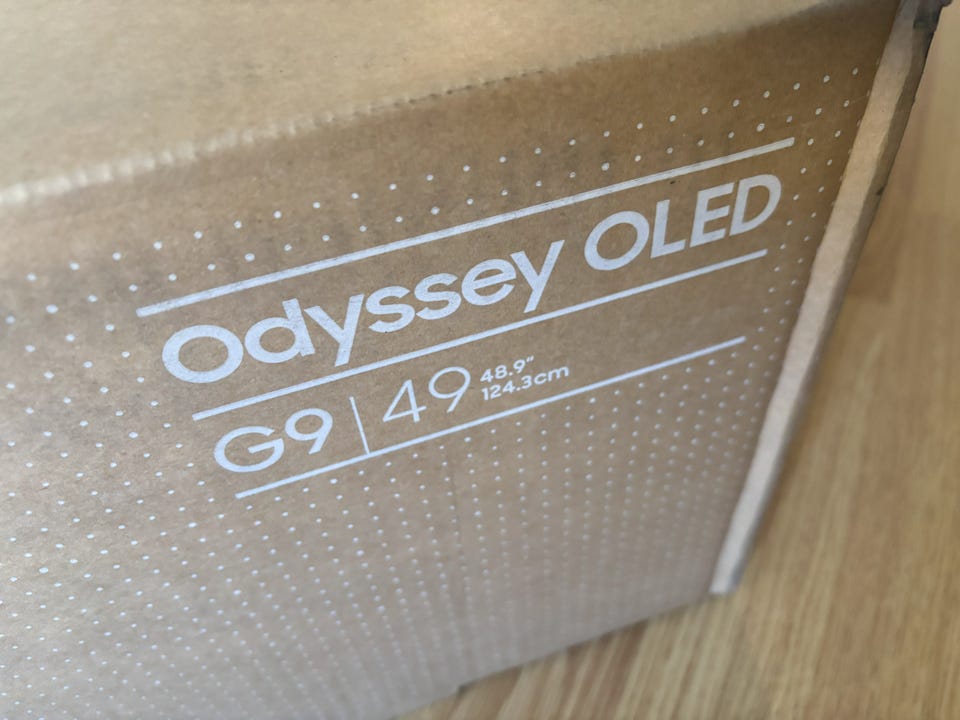 Odyssey OLED
G9 | 49 48.9"
124.3cm